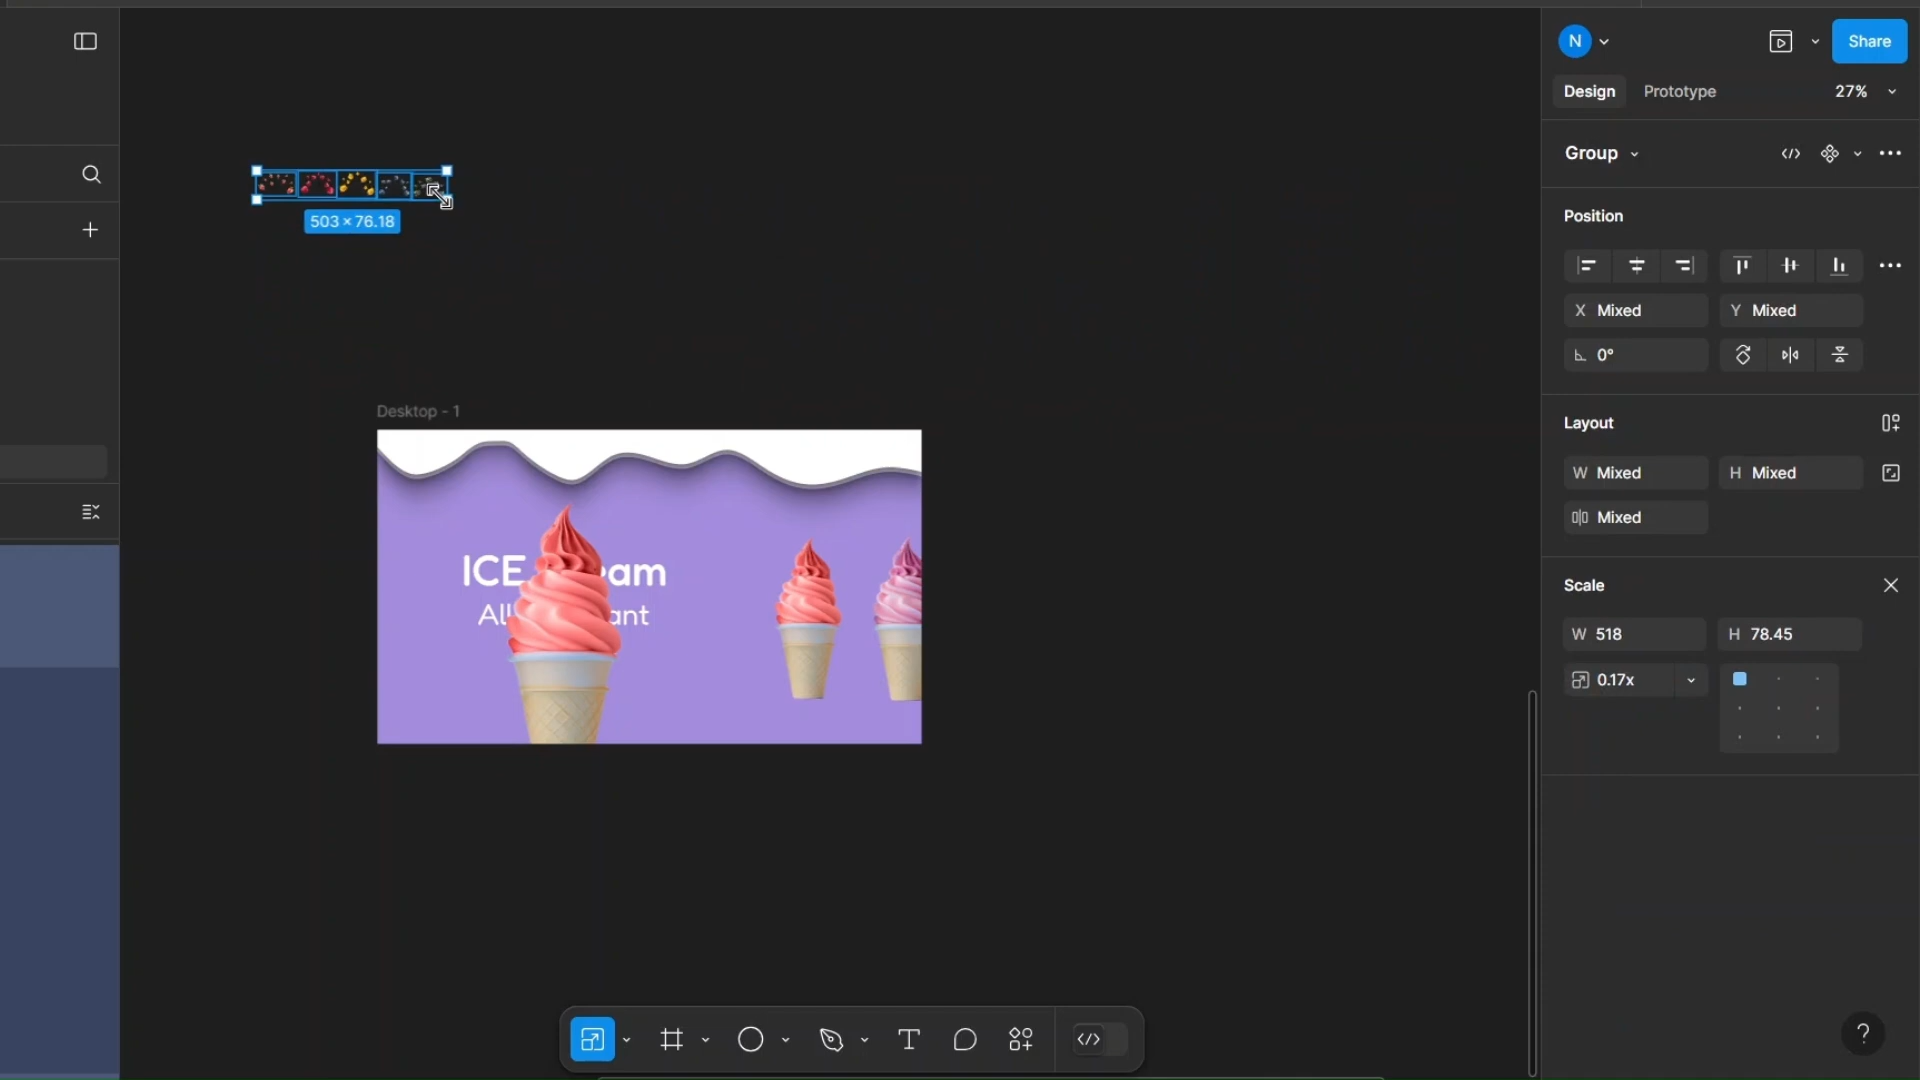 N
Share
Design
Prototype
27%
Group
503 × 76.18
Position
X Mixed
Y Mixed
0°
Desktop - 1
Layout
W Mixed
H Mixed
Mixed
ICE
am
All
ant
Scale
W 518
H 78.45
0.17x
T
?